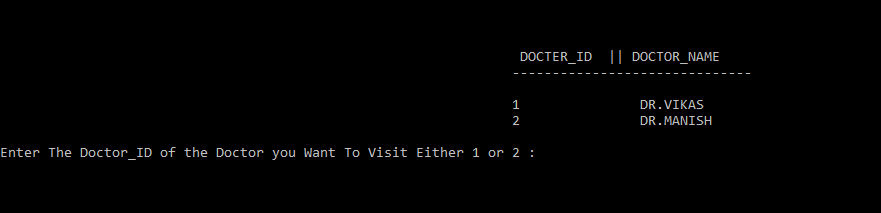 DOCTER_ID || DOCTOR_NAME
------------------------------
1 DR.VIKAS
2 DR.MANISH
Enter The Doctor_ID of the Doctor you Want To Visit Either 1 or 2 :